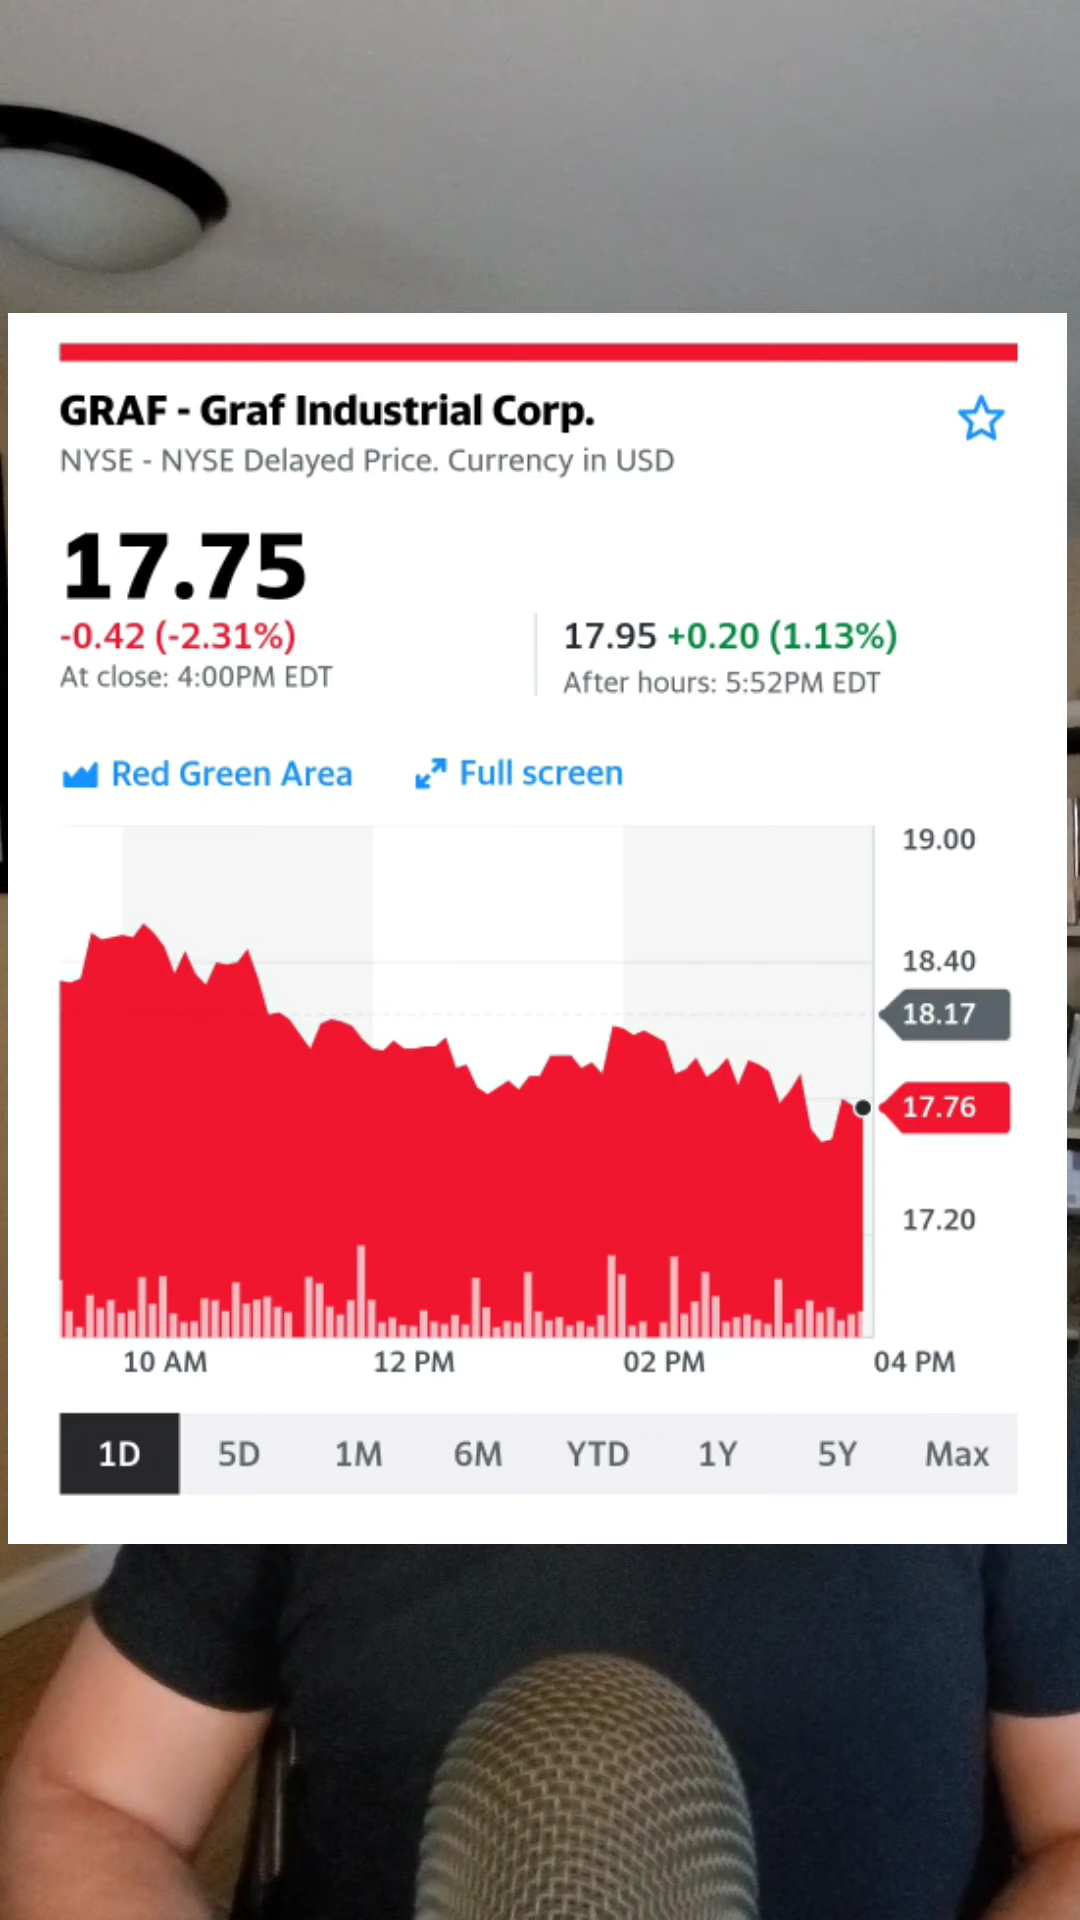 GRAF - Graf Industrial Corp.
NYSE - NYSE Delayed Price. Currency in USD
17.75
-0.42 (-2.31%)
At close: 4:00PM EDT
17.95 +0.20 (1.13%)
After hours: 5:52PM EDT
Red Green Area
Full screen
19.00
18.40
18.17
17.76
17.20
10 AM 12 PM 02 PM 04 PM
1D 5D 1M 6M YTD 1Y 5Y Max